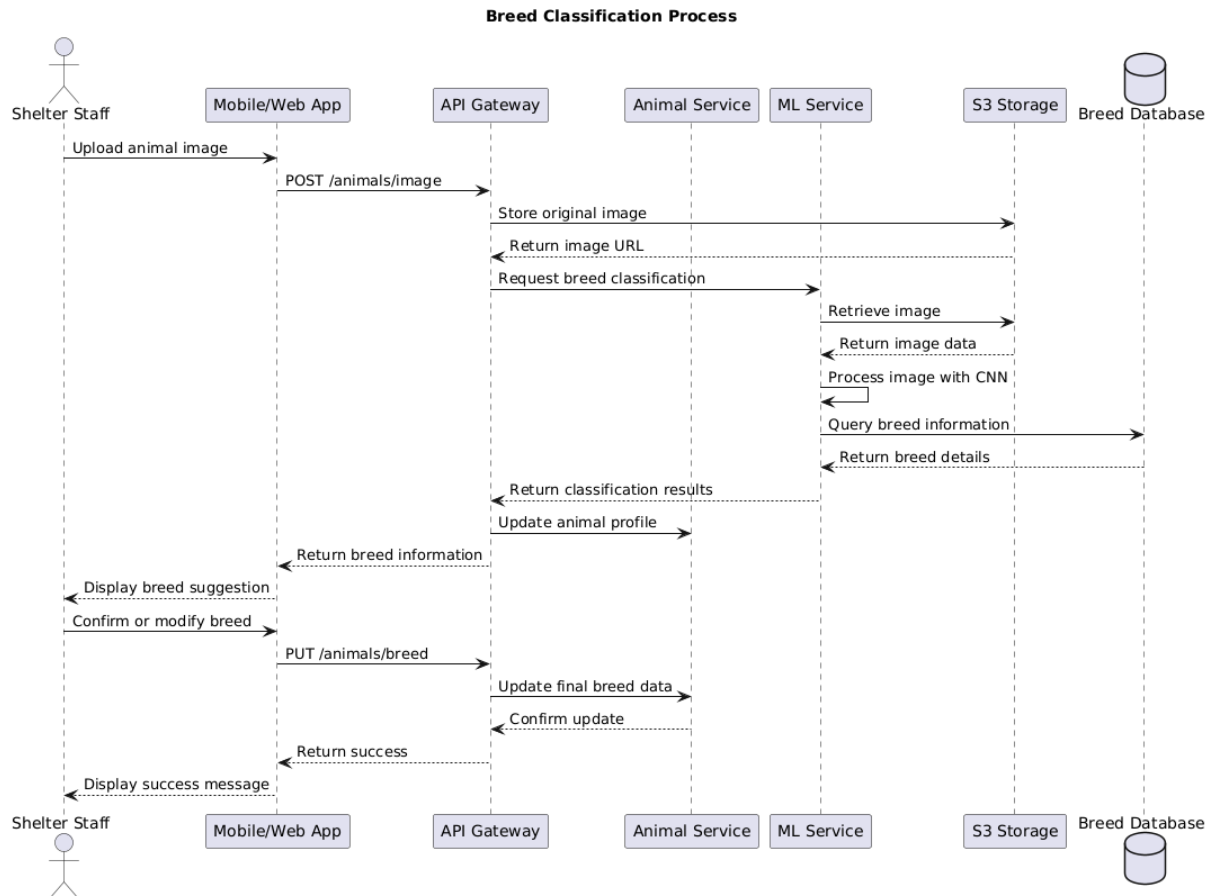 Breed Classification Process
Shelter Staff
Mobile/Web App
API Gateway
Animal Service
ML Service
S3 Storage
Breed Database
Upload animal image
POST /animals/image
Store original image
Return image URL
Request breed classification
Retrieve image
Return image data
Process image with CNN
Query breed information
Return breed details
Return classification results
Update animal profile
Return breed information
Display breed suggestion
Confirm or modify breed
PUT /animals/breed
Update final breed data
Confirm update
Return success
Display success message
Shelter Staff
Mobile/Web App
API Gateway
Animal Service
ML Service
S3 Storage
Breed Database